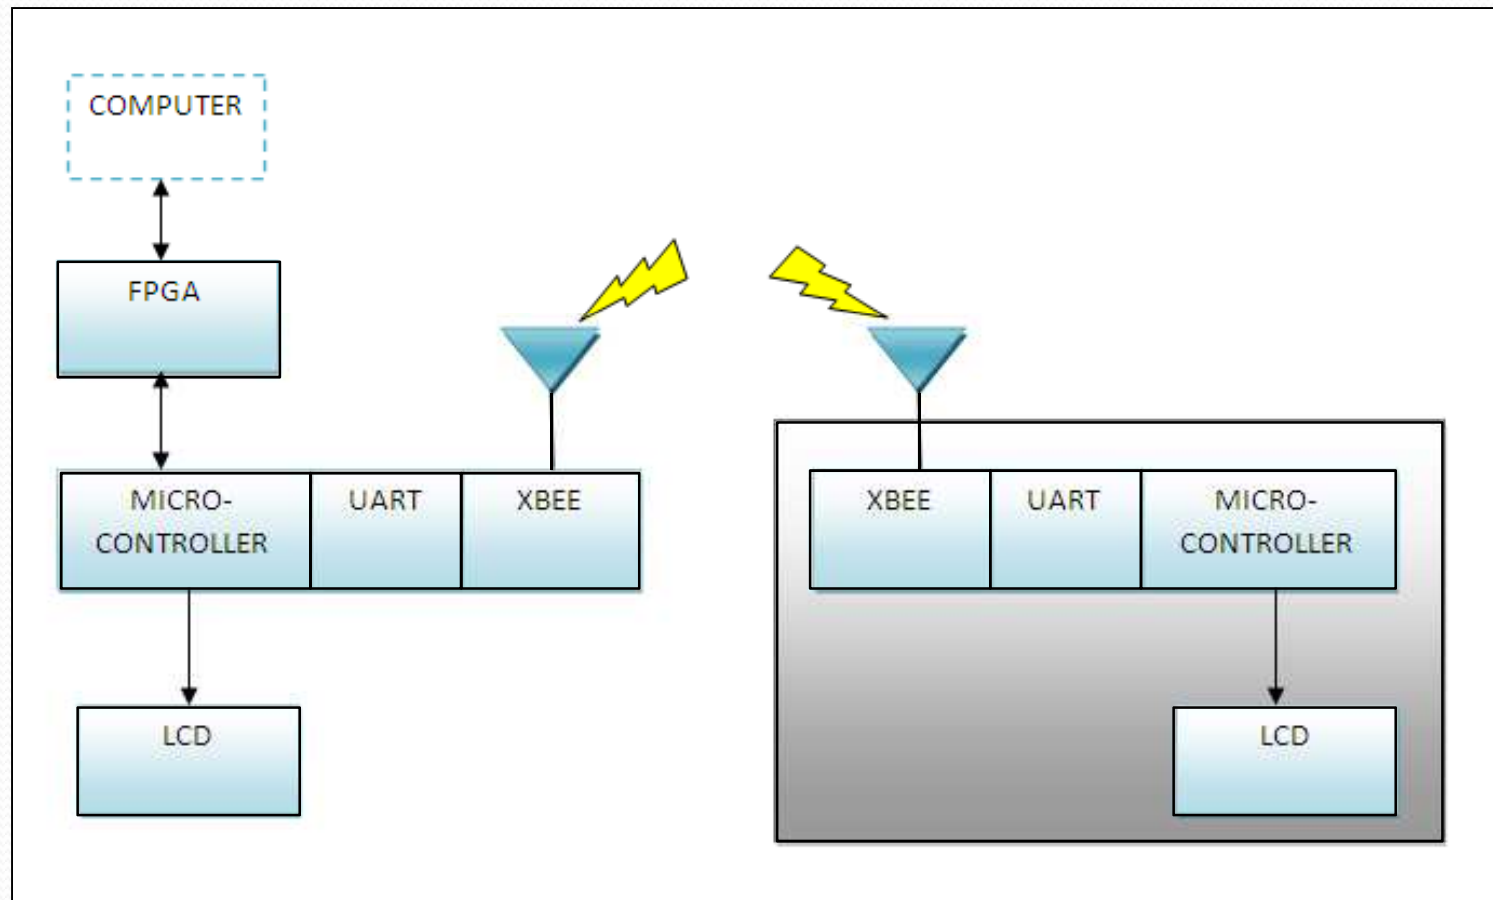 COMPUTER
FPGA
MICRO-
CONTROLLER
UART
XBEE
XBEE
UART
MICRO-
CONTROLLER
LCD
LCD